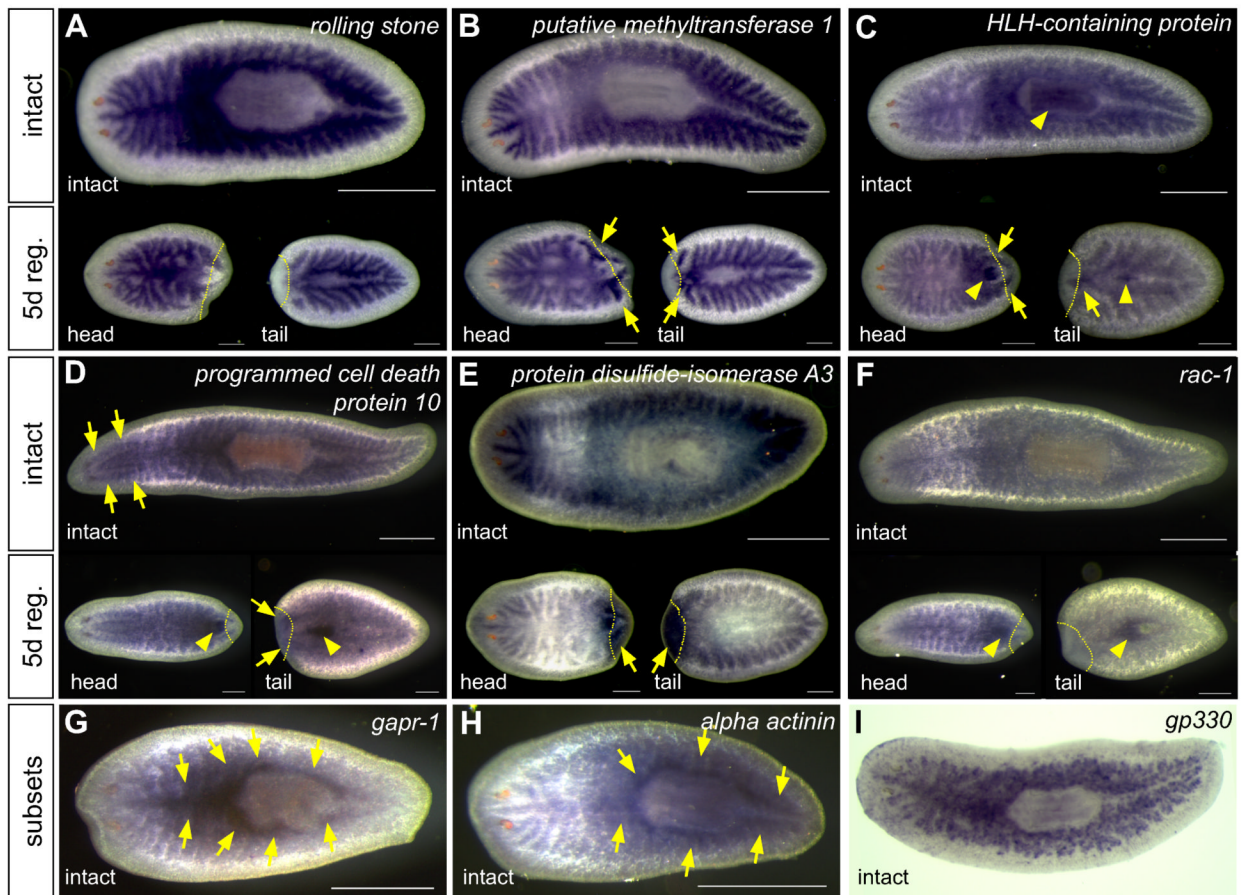 intact
A
rolling stone
intact
B
putative methyltransferase 1
intact
C
HLH-containing protein
intact
5d reg.
head
tail
head
tail
head
tail
intact
D
programmed cell death
protein 10
intact
E
protein disulfide-isomerase A3
intact
F
rac-1
intact
5d reg.
head
tail
head
tail
head
tail
subsets
G
gapr-1
intact
H
alpha actinin
intact
I
gp330
intact